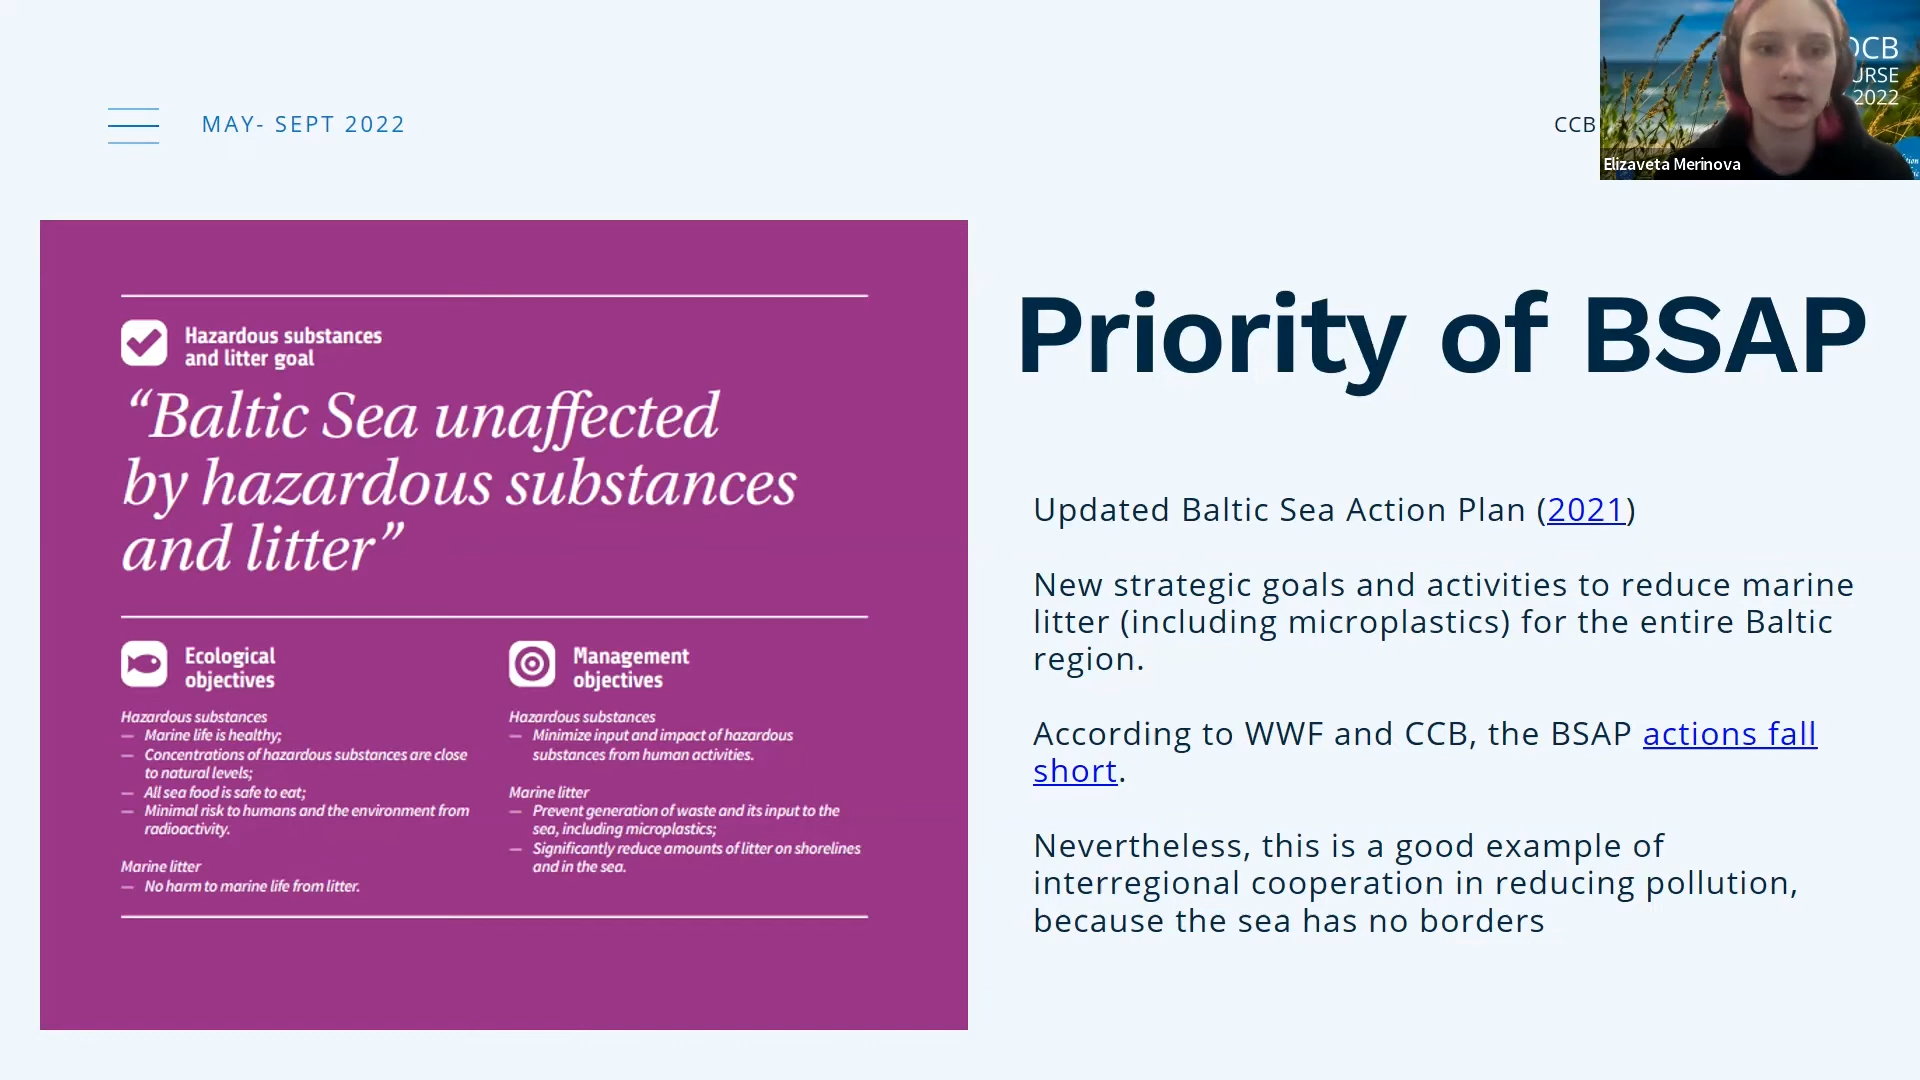 MAY- SEPT 2022
CCB
OCB
URSE
2022
Elizaveta Merinova
Hazardous substances
and litter goal
“Baltic Sea unaffected
by hazardous substances
and litter”
Ecological
objectives
Hazardous substances
— Marine life is healthy;
— Concentrations of hazardous substances are close
to natural levels;
— All sea food is safe to eat;
— Minimal risk to humans and the environment from
radioactivity.
Marine litter
— No harm to marine life from litter.
Management
objectives
Hazardous substances
— Minimize input and impact of hazardous
substances from human activities.
Marine litter
— Prevent generation of waste and its input to the
sea, including microplastics;
— Significantly reduce amounts of litter on shorelines
and in the sea.
Priority of BSAP
Updated Baltic Sea Action Plan (2021)
New strategic goals and activities to reduce marine
litter (including microplastics) for the entire Baltic
region.
According to WWF and CCB, the BSAP actions fall
short.
Nevertheless, this is a good example of
interregional cooperation in reducing pollution,
because the sea has no borders